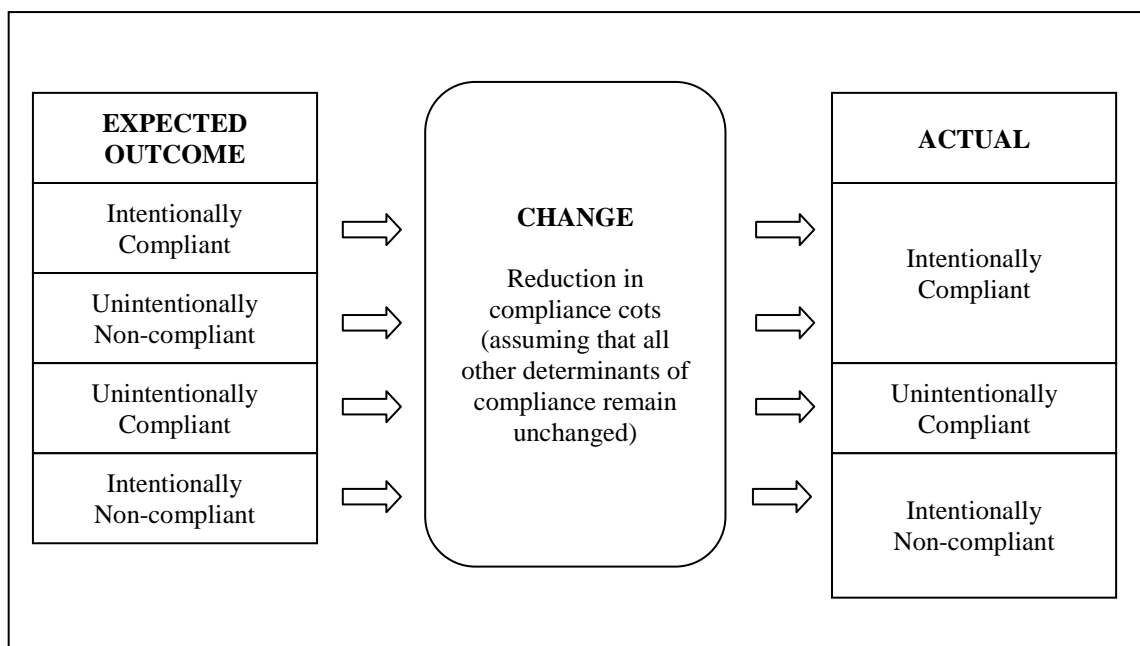 EXPECTED
OUTCOME
Intentionally
Compliant
Unintentionally
Non-compliant
Unintentionally
Compliant
Intentionally
Non-compliant
CHANGE
Reduction in
compliance cots
(assuming that all
other determinants of
compliance remain
unchanged)
ACTUAL
Intentionally
Compliant
Unintentionally
Compliant
Intentionally
Non-compliant